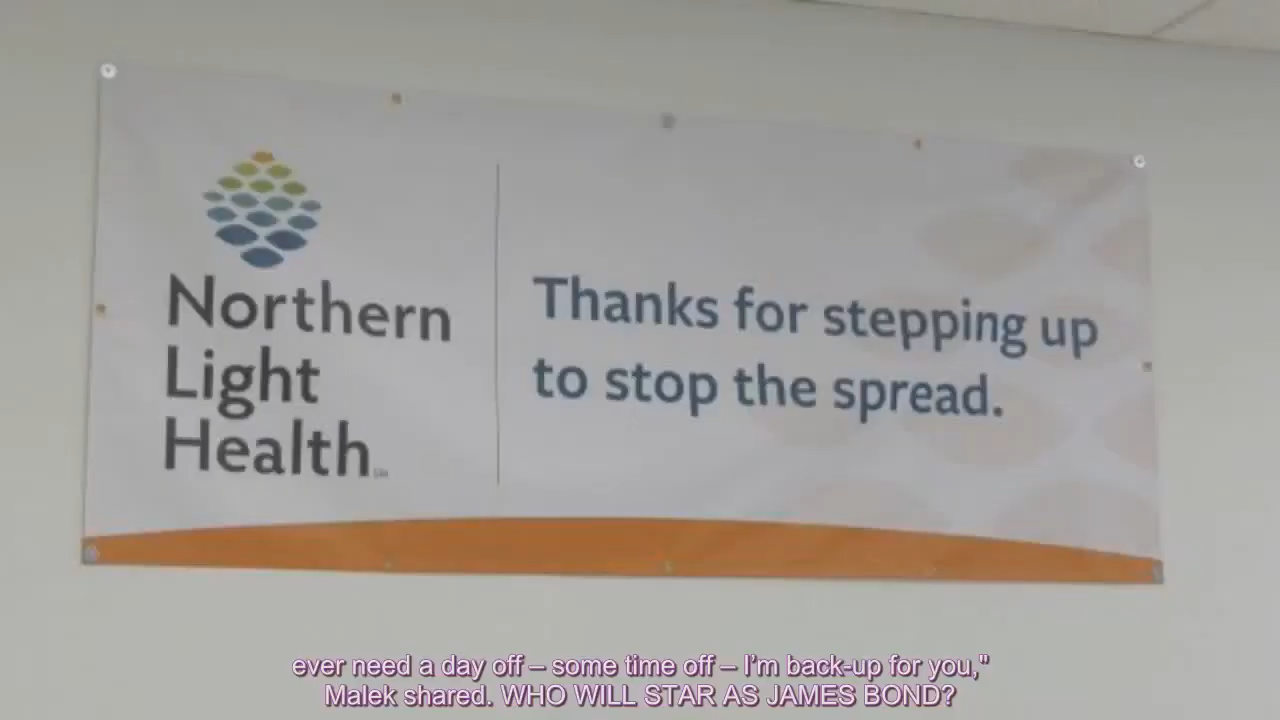 Northern
Light
Health
Thanks for stepping up
to stop the spread.
ever need a day off – some time off – I'm back-up for you,"
Malek shared. WHO WILL STAR AS JAMES BOND?